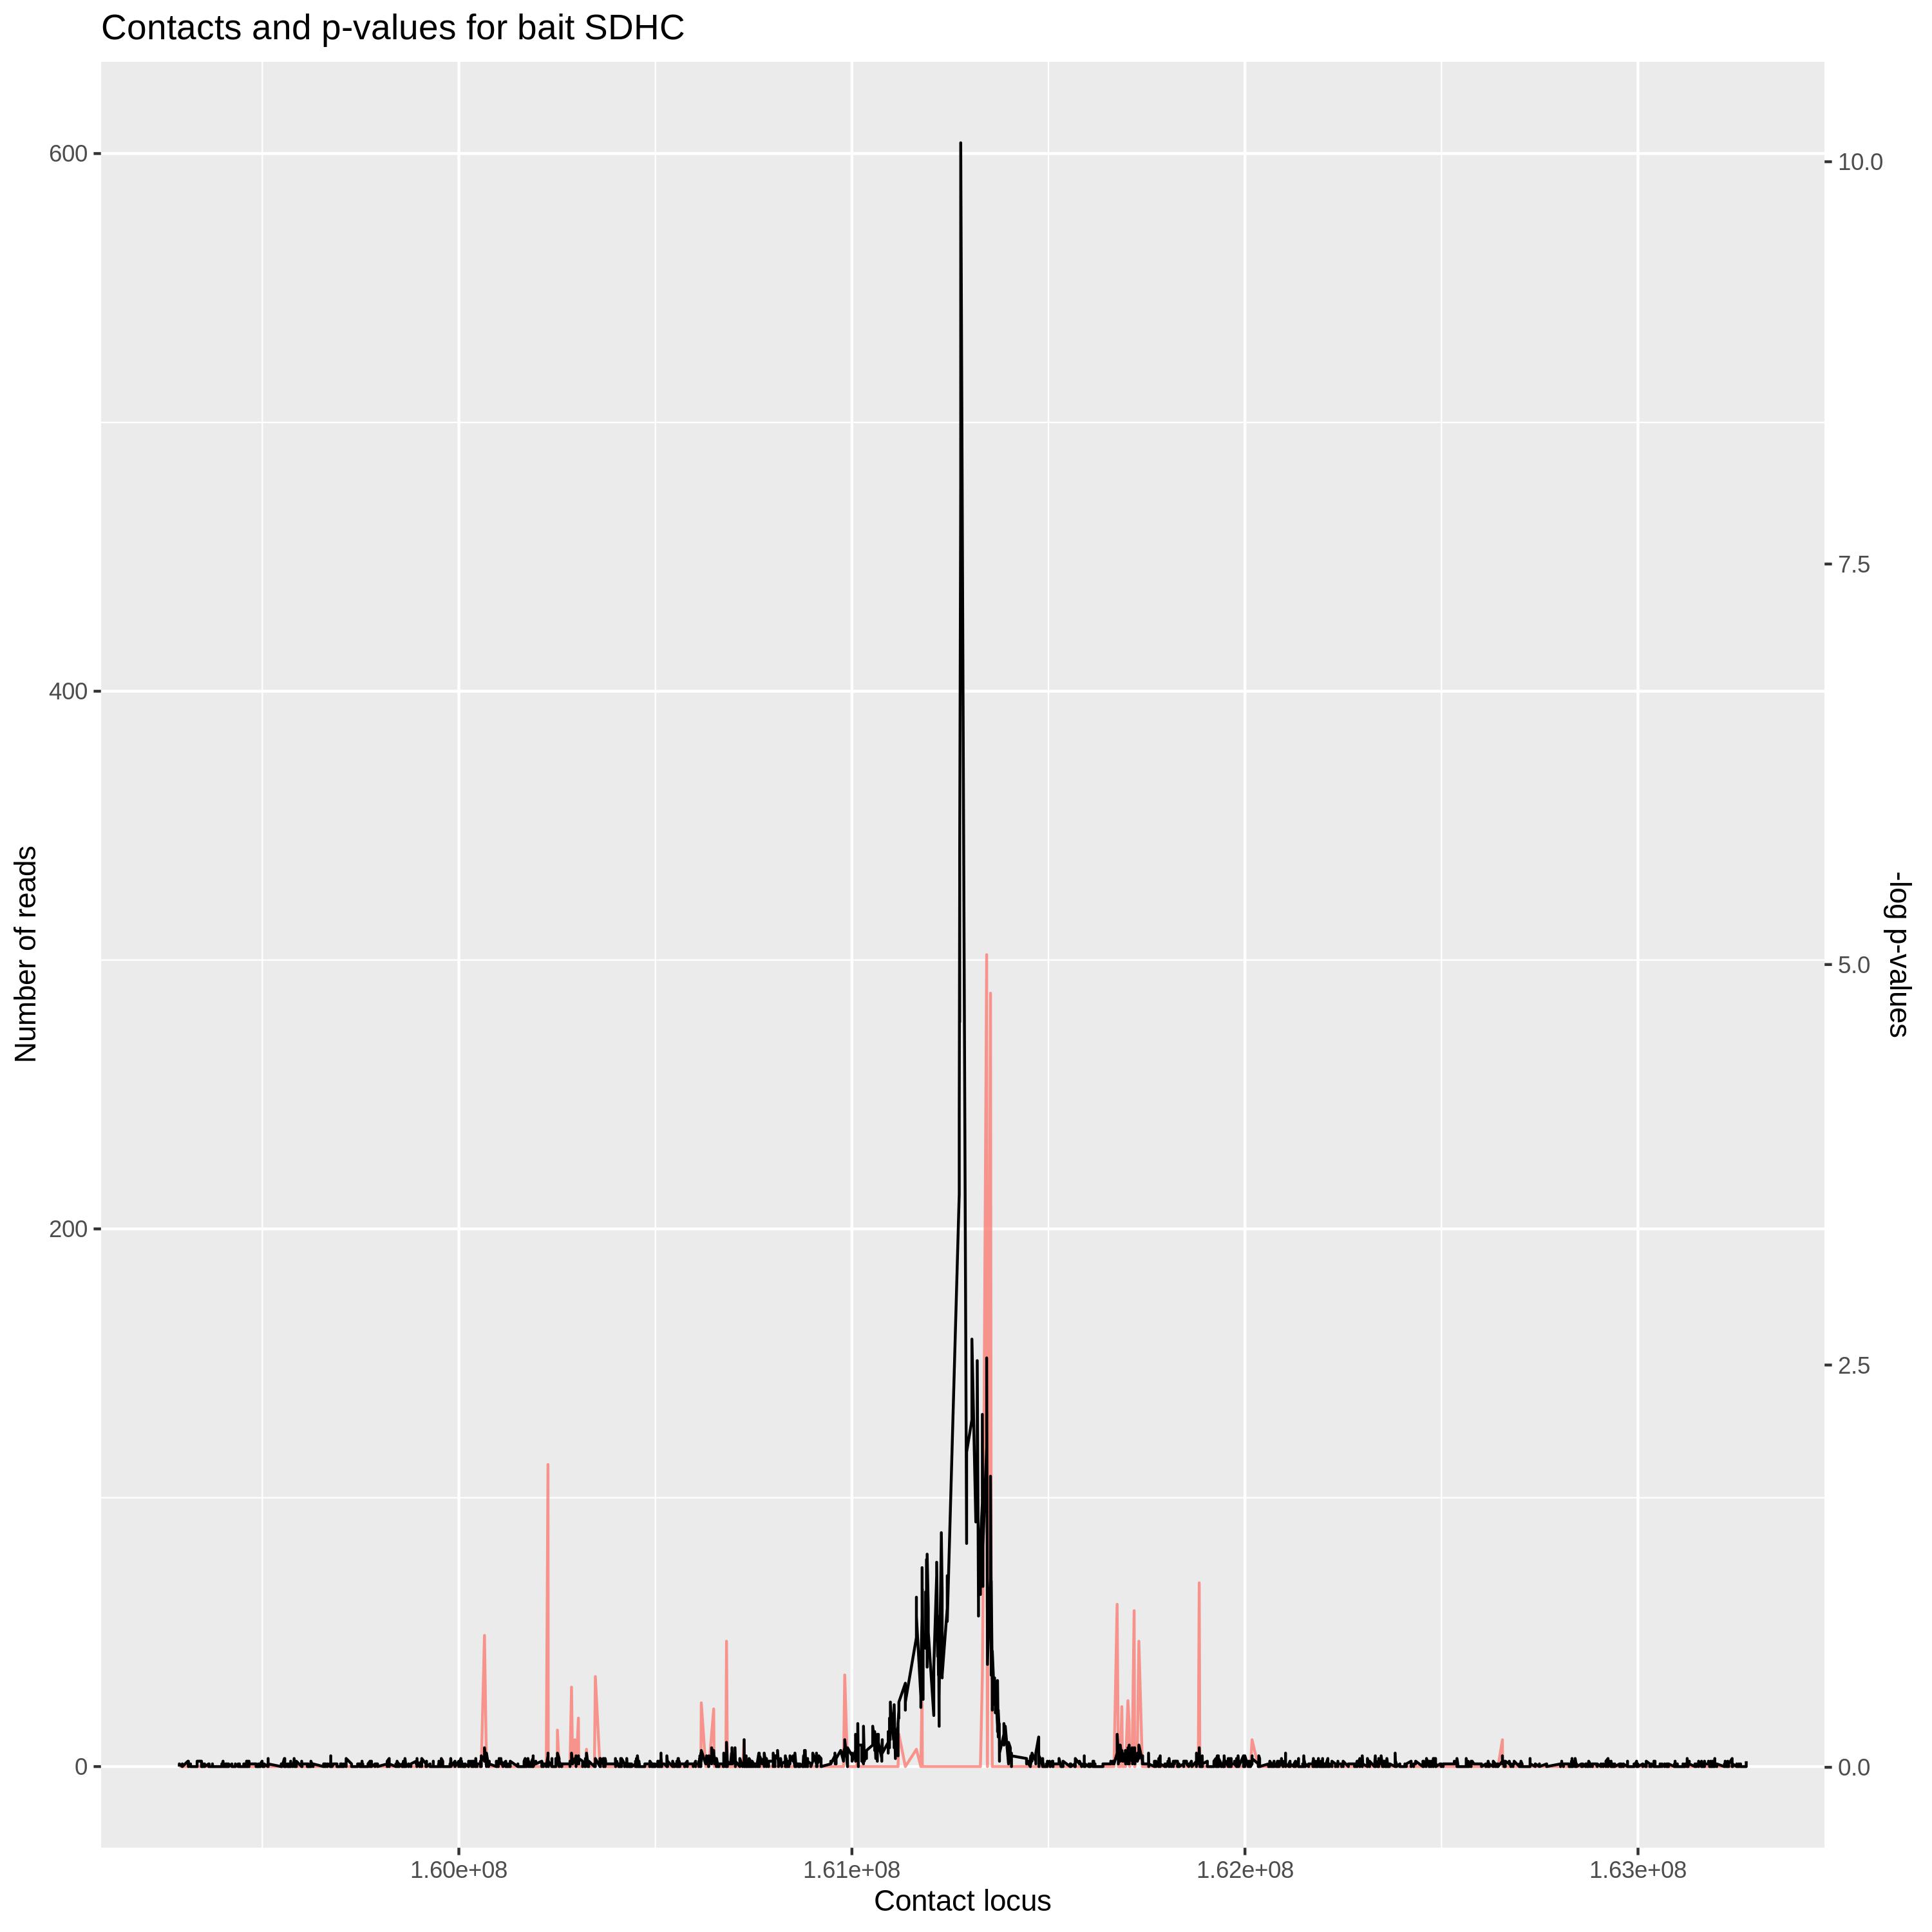 Contacts and p-values for bait SDHC
600
400
200
0
Number of reads
10.0
7.5
5.0
2.5
0.0
-log p-values
1.60e+08
1.61e+08
1.62e+08
1.63e+08
Contact locus